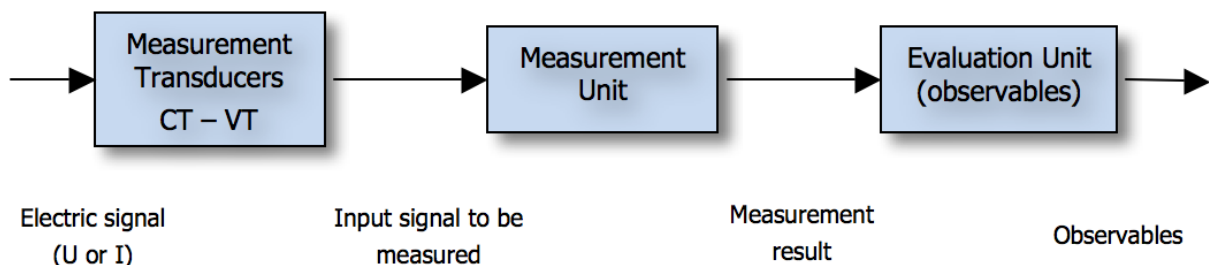 Measurement
Transducers
CT – VT
Measurement
Unit
Evaluation Unit
(observables)
Electric signal
(U or I)
Input signal to be
measured
Measurement
result
Observables